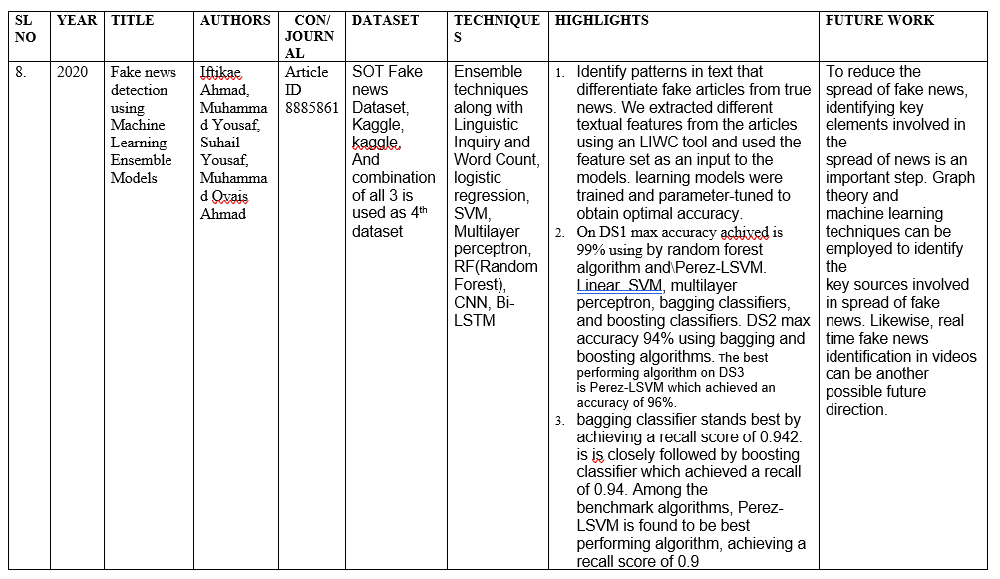 SL NO
YEAR
TITLE
AUTHORS
CON/
JOURN
AL
DATASET
TECHNIQUE
S
HIGHLIGHTS
FUTURE WORK
8.
2020
Fake news
detection
using
Machine
Learning
Ensemble
Models
Iftikae
Ahmad,
Muhamma
d Yousaf,
Suhail
Yousaf,
Muhamma
d Ovais
Ahmad
Article
ID
8885861
SOT Fake
news
Dataset,
Kaggle,
kaggle,
And
combination
of all 3 is
used as 4th
dataset
Ensemble
techniques
along with
Linguistic
Inquiry and
Word Count,
logistic
regression,
SVM,
Multilayer
perceptron,
RF(Random
Forest),
CNN, Bi-
LSTM
1. Identify patterns in text that
differentiate fake articles from true
news. We extracted different
textual features from the articles
using an LIWC tool and used the
feature set as an input to the
models. learning models were
trained and parameter-tuned to
obtain optimal accuracy.
2. On DS1 max accuracy achived is
99% using by random forest
algorithm and\Perez-LSVM.
Linear SVM, multilayer
perceptron, bagging classifiers,
and boosting classifiers. DS2 max
accuracy 94% using bagging and
boosting algorithms. The best
performing algorithm on DS3
is Perez-LSVM which achieved an
accuracy of 96%.
3. bagging classifier stands best by
achieving a recall score of 0.942.
is is closely followed by boosting
classifier which achieved a recall
of 0.94. Among the
benchmark algorithms, Perez-
LSVM is found to be best
performing algorithm, achieving a
recall score of 0.9
To reduce the
spread of fake news,
identifying key
elements involved in
the
spread of news is an
important step. Graph
theory and
machine learning
techniques can be
employed to identify
the
key sources involved
in spread of fake
news. Likewise, real
time fake news
identification in videos
can be another
possible future
direction.